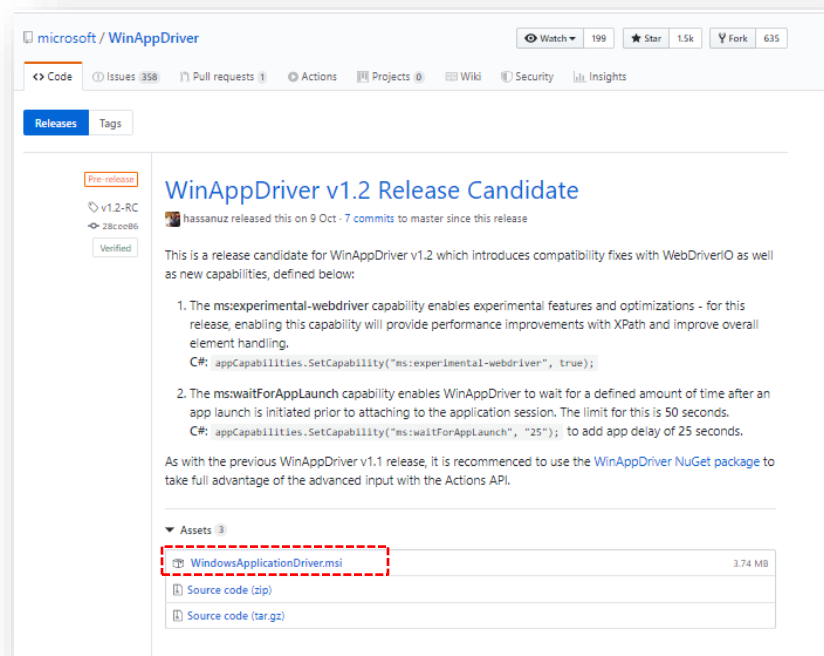 microsoft / WinAppDriver
Watch 199 Star 1.5k Fork 635
Code Issues 358 Pull requests 1 Actions Projects 0 Wiki Security Insights
Releases Tags
Pre-release
v1.2-RC
28cee86
Verified
WinAppDriver v1.2 Release Candidate
hassanuz released this on 9 Oct · 7 commits to master since this release
This is a release candidate for WinAppDriver v1.2 which introduces compatibility fixes with WebDriverIO as well
as new capabilities, defined below:
1. The ms:experimental-webdriver capability enables experimental features and optimizations - for this
release, enabling this capability will provide performance improvements with XPath and improve overall
element handling.
C#: appCapabilities.SetCapability("ms:experimental-webdriver", true);
2. The ms:waitForAppLaunch capability enables WinAppDriver to wait for a defined amount of time after an
app launch is initiated prior to attaching to the application session. The limit for this is 50 seconds.
C#: appCapabilities.SetCapability("ms:waitForAppLaunch", "25"); to add app delay of 25 seconds.
As with the previous WinAppDriver v1.1 release, it is recommenced to use the WinAppDriver NuGet package to
take full advantage of the advanced input with the Actions API.
Assets 3
WindowsApplicationDriver.msi 3.74 MB
Source code (zip)
Source code (tar.gz)